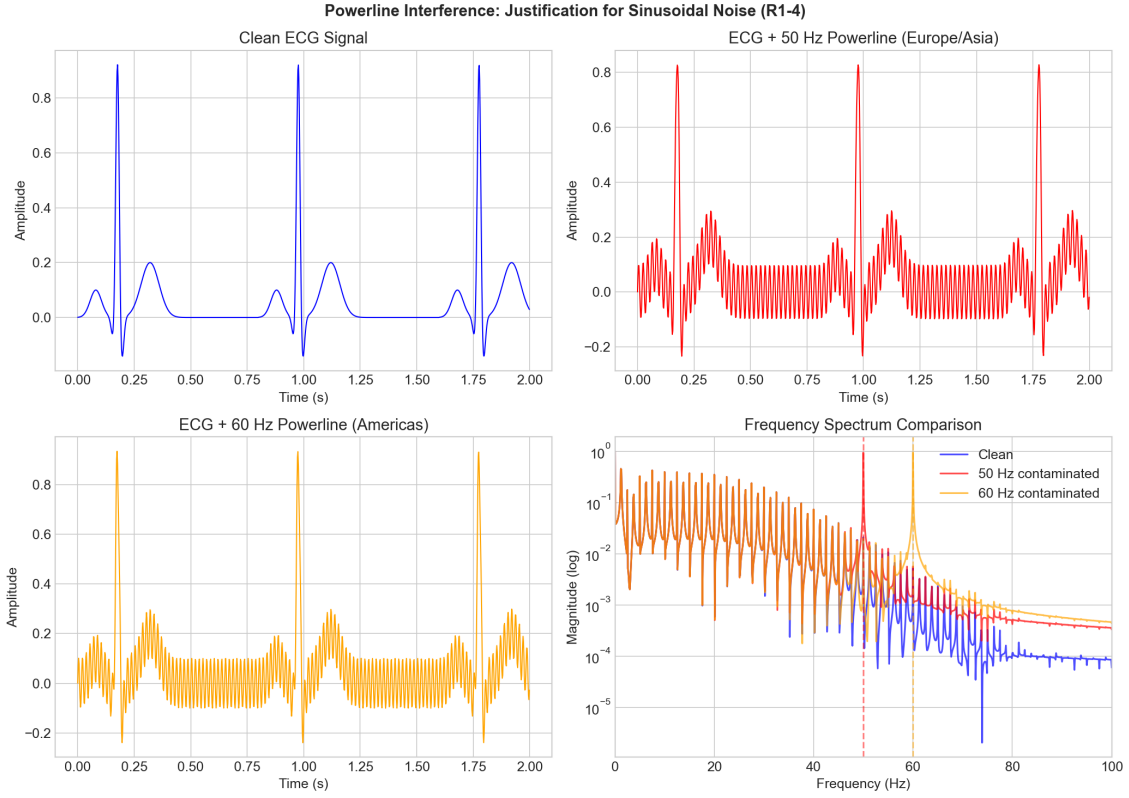 Powerline Interference: Justification for Sinusoidal Noise (R1-4)
Clean ECG Signal
Amplitude
0.8
0.6
0.4
0.2
0.0
0.00 0.25 0.50 0.75 1.00 1.25 1.50 1.75 2.00
Time (s)
ECG + 50 Hz Powerline (Europe/Asia)
Amplitude
0.8
0.6
0.4
0.2
0.0
−0.2
0.00 0.25 0.50 0.75 1.00 1.25 1.50 1.75 2.00
Time (s)
ECG + 60 Hz Powerline (Americas)
Amplitude
0.8
0.6
0.4
0.2
0.0
−0.2
0.00 0.25 0.50 0.75 1.00 1.25 1.50 1.75 2.00
Time (s)
Frequency Spectrum Comparison
Magnitude (log)
10⁰
10⁻¹
10⁻²
10⁻³
10⁻⁴
10⁻⁵
Clean
50 Hz contaminated
60 Hz contaminated
0 20 40 60 80 100
Frequency (Hz)